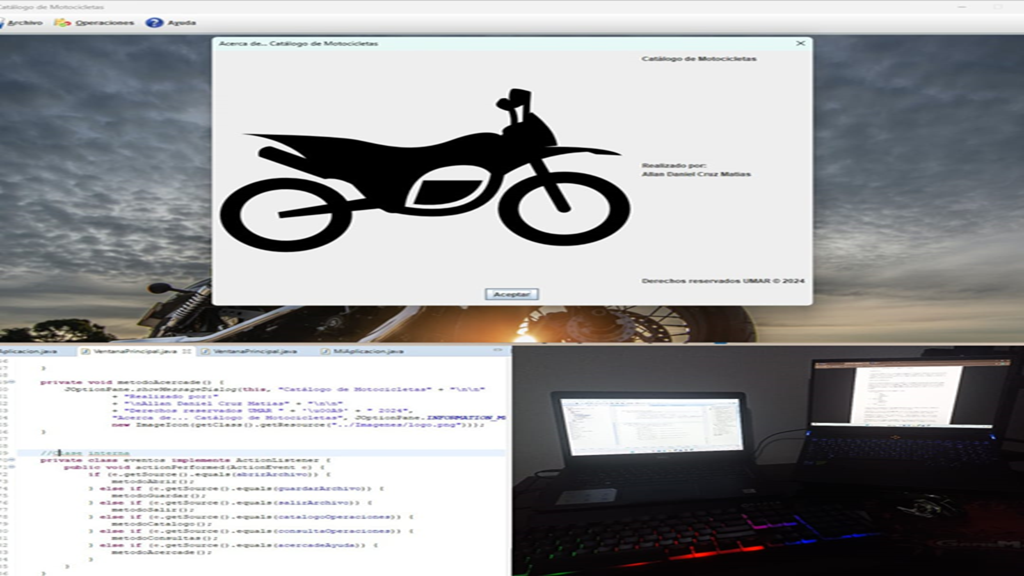 Catálogo de Motocicletas
Archivo Operaciones Ayuda
Acerca de... Catálogo de Motocicletas
Catálogo de Motocicletas
Realizado por:
Allan Daniel Cruz Matias
Derechos reservados UMAR © 2024
Aceptar
Aplicacion.java VentanaPrincipal.java VentanaPrincipal.java MiAplicacion.java
}
private void metodoAcercade() {
JOptionPane.showMessageDialog(this, "Catálogo de Motocicletas" + "\n\n"
+ "Realizado por:"
+ "\nAllan Daniel Cruz Matias" + "\n\n"
+ "Derechos reservados UMAR " + '\u00A9' + " 2024",
"Acerca de... Catálogo de Motocicletas", JOptionPane.INFORMATION_M
new ImageIcon(getClass().getResource("../Imagenes/logo.png")));
}
//Clase interna
private class eventos implements ActionListener {
public void actionPerformed(ActionEvent e) {
if (e.getSource().equals(abrirArchivo)) {
metodoAbrir();
} else if (e.getSource().equals(guardarArchivo)) {
metodoGuardar();
} else if (e.getSource().equals(salirArchivo)) {
metodoSalir();
} else if (e.getSource().equals(catalogoOperaciones)) {
metodoCatalogo();
} else if (e.getSource().equals(consultaOperaciones)) {
metodoConsultas();
} else if (e.getSource().equals(acercadeAyuda)) {
metodoAcercade();
}
}
}